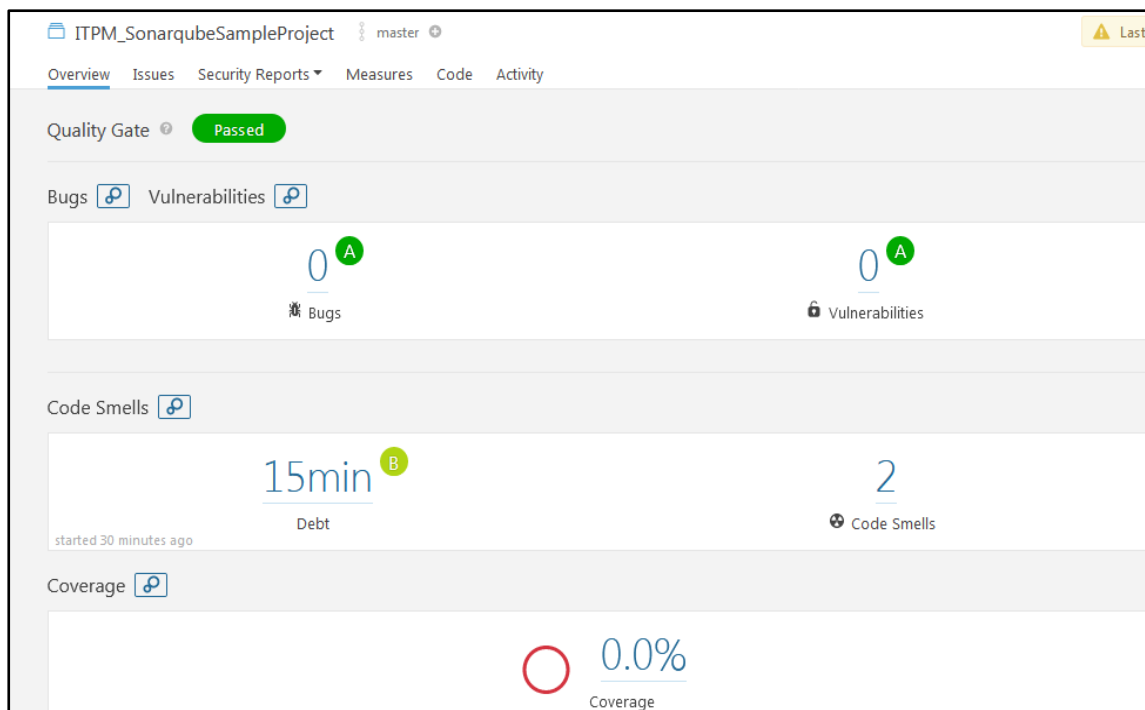 ITPM_SonarqubeSampleProject master Last
Overview Issues Security Reports Measures Code Activity
Quality Gate ? Passed
Bugs Vulnerabilities
0 A 0 A
Bugs Vulnerabilities
Code Smells
15min B 2
Debt Code Smells
started 30 minutes ago
Coverage
0.0%
Coverage